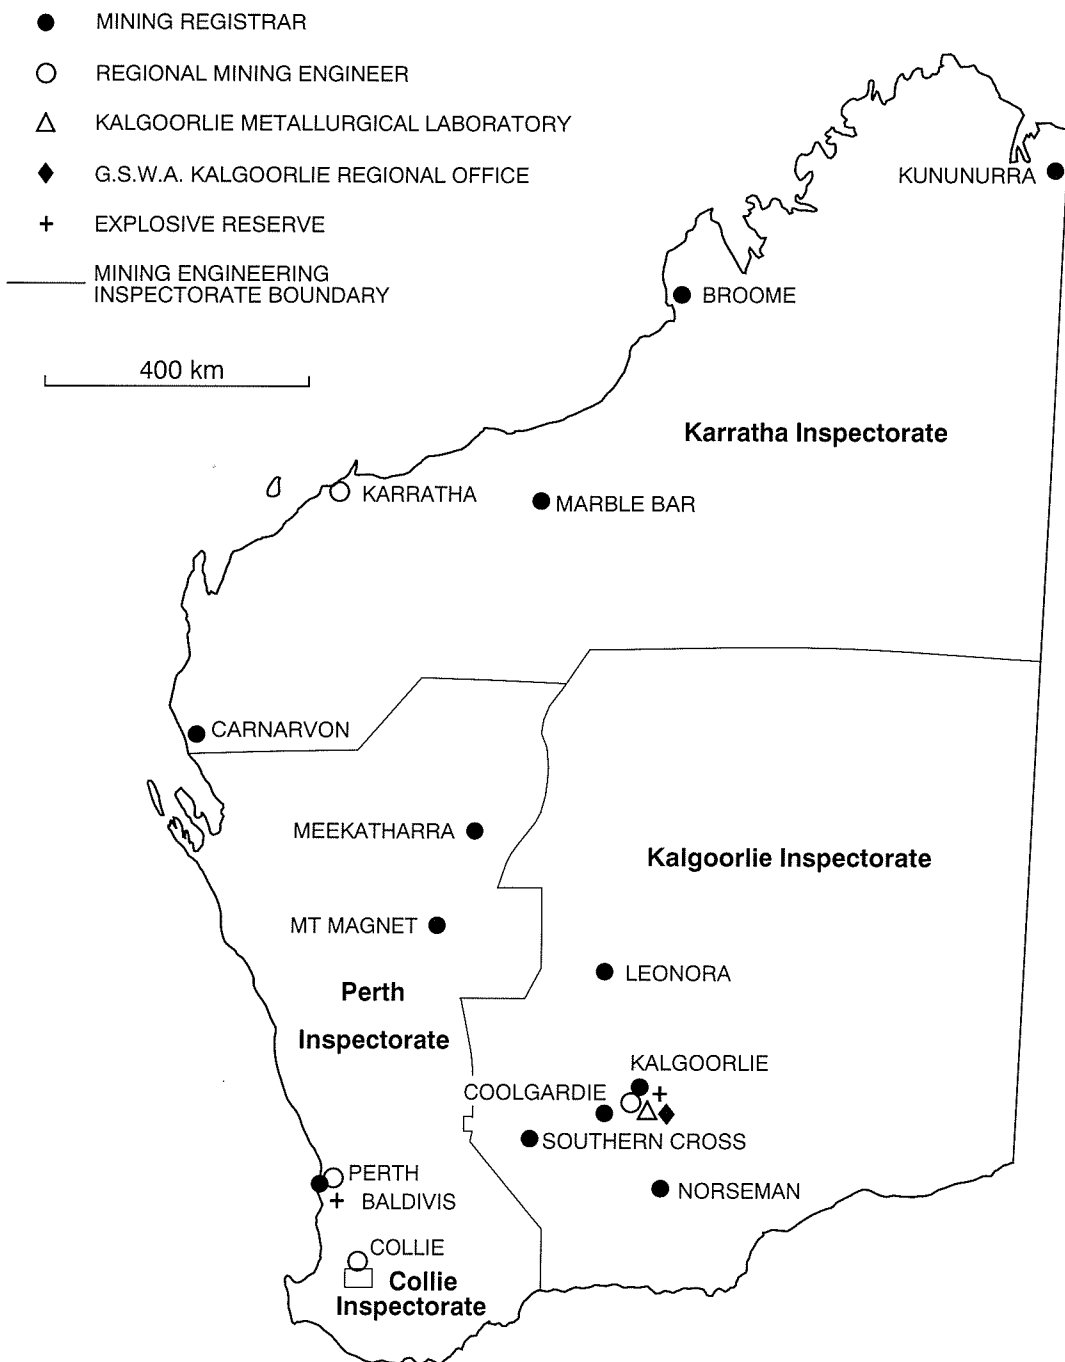 MINING REGISTRAR
REGIONAL MINING ENGINEER
KALGOORLIE METALLURGICAL LABORATORY
G.S.W.A. KALGOORLIE REGIONAL OFFICE
EXPLOSIVE RESERVE
MINING ENGINEERING
INSPECTORATE BOUNDARY
400 km
KUNUNURRA
BROOME
Karratha Inspectorate
KARRATHA
MARBLE BAR
CARNARVON
MEEKATHARRA
Kalgoorlie Inspectorate
MT MAGNET
LEONORA
Perth
Inspectorate
KALGOORLIE
COOLGARDIE
SOUTHERN CROSS
PERTH
NORSEMAN
BALDIVIS
COLLIE
Collie
Inspectorate